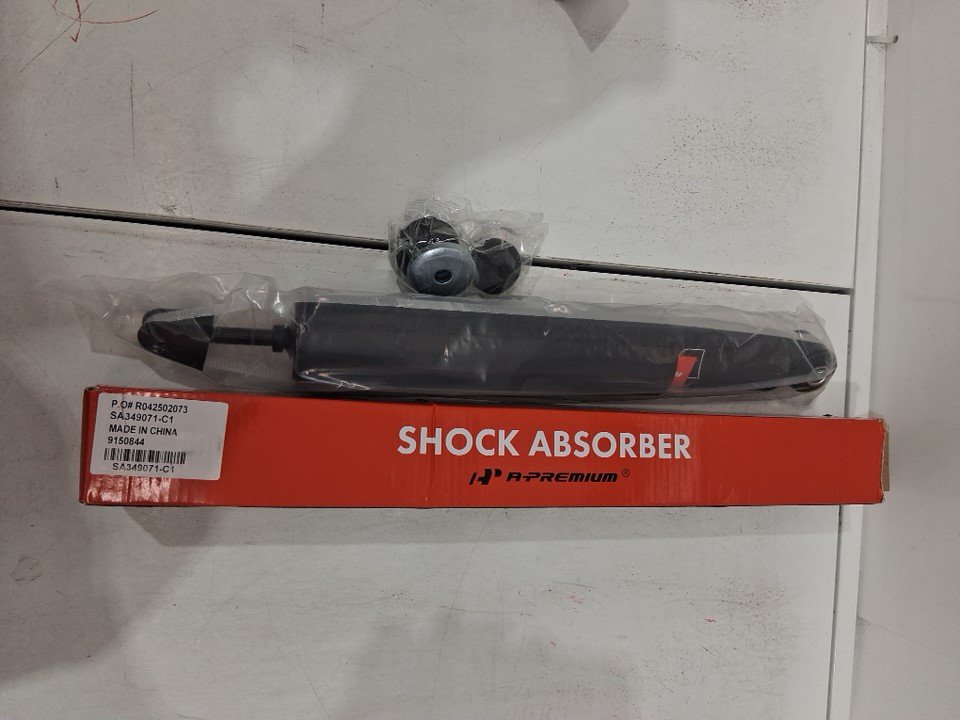 P.O# R042502073
SA349071-C1
MADE IN CHINA
9150844
SA349071-C1
SHOCK ABSORBER
A-PREMIUM®